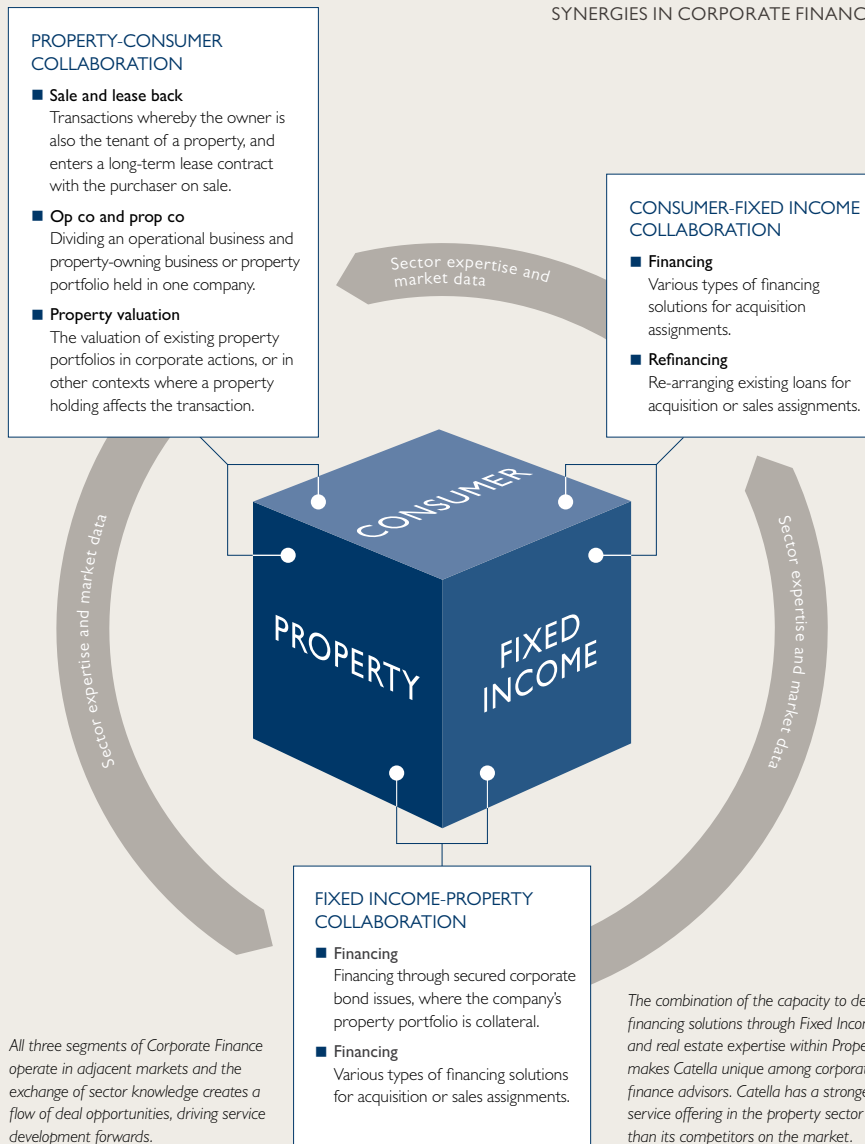 SYNERGIES IN CORPORATE FINANC
PROPERTY-CONSUMER
COLLABORATION
■ Sale and lease back
Transactions whereby the owner is
also the tenant of a property, and
enters a long-term lease contract
with the purchaser on sale.
■ Op co and prop co
Dividing an operational business and
property-owning business or property
portfolio held in one company.
■ Property valuation
The valuation of existing property
portfolios in corporate actions, or in
other contexts where a property
holding affects the transaction.
CONSUMER-FIXED INCOME
COLLABORATION
■ Financing
Various types of financing
solutions for acquisition
assignments.
■ Refinancing
Re-arranging existing loans for
acquisition or sales assignments.
Sector expertise and
market data
Sector expertise and market data
Sector expertise and market data
CONSUMER
PROPERTY
FIXED
INCOME
FIXED INCOME-PROPERTY
COLLABORATION
■ Financing
Financing through secured corporate
bond issues, where the company's
property portfolio is collateral.
■ Financing
Various types of financing solutions
for acquisition or sales assignments.
All three segments of Corporate Finance
operate in adjacent markets and the
exchange of sector knowledge creates a
flow of deal opportunities, driving service
development forwards.
The combination of the capacity to de
financing solutions through Fixed Incom
and real estate expertise within Prope
makes Catella unique among corporat
finance advisors. Catella has a stronge
service offering in the property sector
than its competitors on the market.